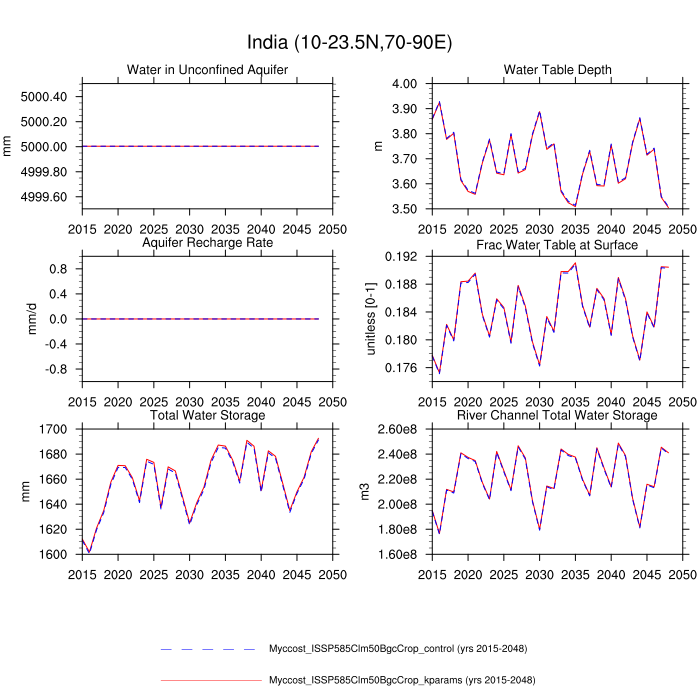 India (10-23.5N,70-90E)
Water in Unconfined Aquifer
Water Table Depth
5000.40
5000.20
5000.00
4999.80
4999.60
mm
2015 2020 2025 2030 2035 2040 2045 2050
4.00
3.90
3.80
3.70
3.60
3.50
m
2015 2020 2025 2030 2035 2040 2045 2050
Aquifer Recharge Rate
Frac Water Table at Surface
0.8
0.4
0.0
-0.4
-0.8
mm/d
2015 2020 2025 2030 2035 2040 2045 2050
0.192
0.188
0.184
0.180
0.176
unitless [0-1]
2015 2020 2025 2030 2035 2040 2045 2050
Total Water Storage
River Channel Total Water Storage
1700
1680
1660
1640
1620
1600
mm
2015 2020 2025 2030 2035 2040 2045 2050
2.60e8
2.40e8
2.20e8
2.00e8
1.80e8
1.60e8
m3
2015 2020 2025 2030 2035 2040 2045 2050
Myccost_ISSP585Clm50BgcCrop_control (yrs 2015-2048)
Myccost_ISSP585Clm50BgcCrop_kparams (yrs 2015-2048)